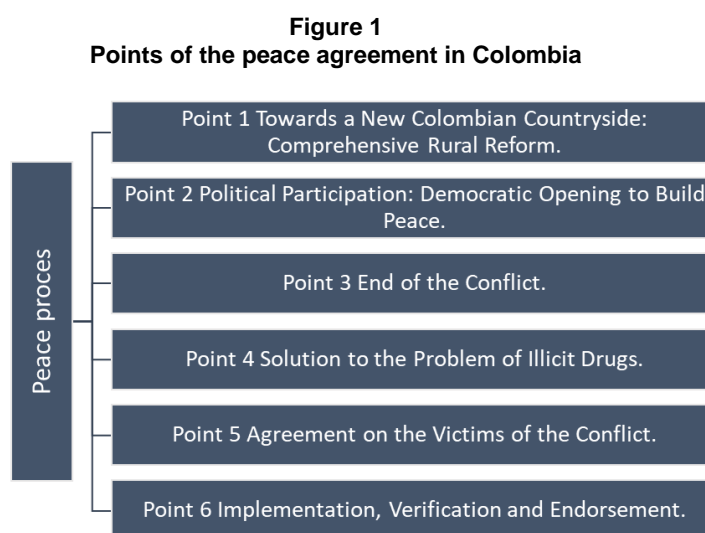 Figure 1
Points of the peace agreement in Colombia
Peace proces
Point 1 Towards a New Colombian Countryside:
Comprehensive Rural Reform.
Point 2 Political Participation: Democratic Opening to Build
Peace.
Point 3 End of the Conflict.
Point 4 Solution to the Problem of Illicit Drugs.
Point 5 Agreement on the Victims of the Conflict.
Point 6 Implementation, Verification and Endorsement.